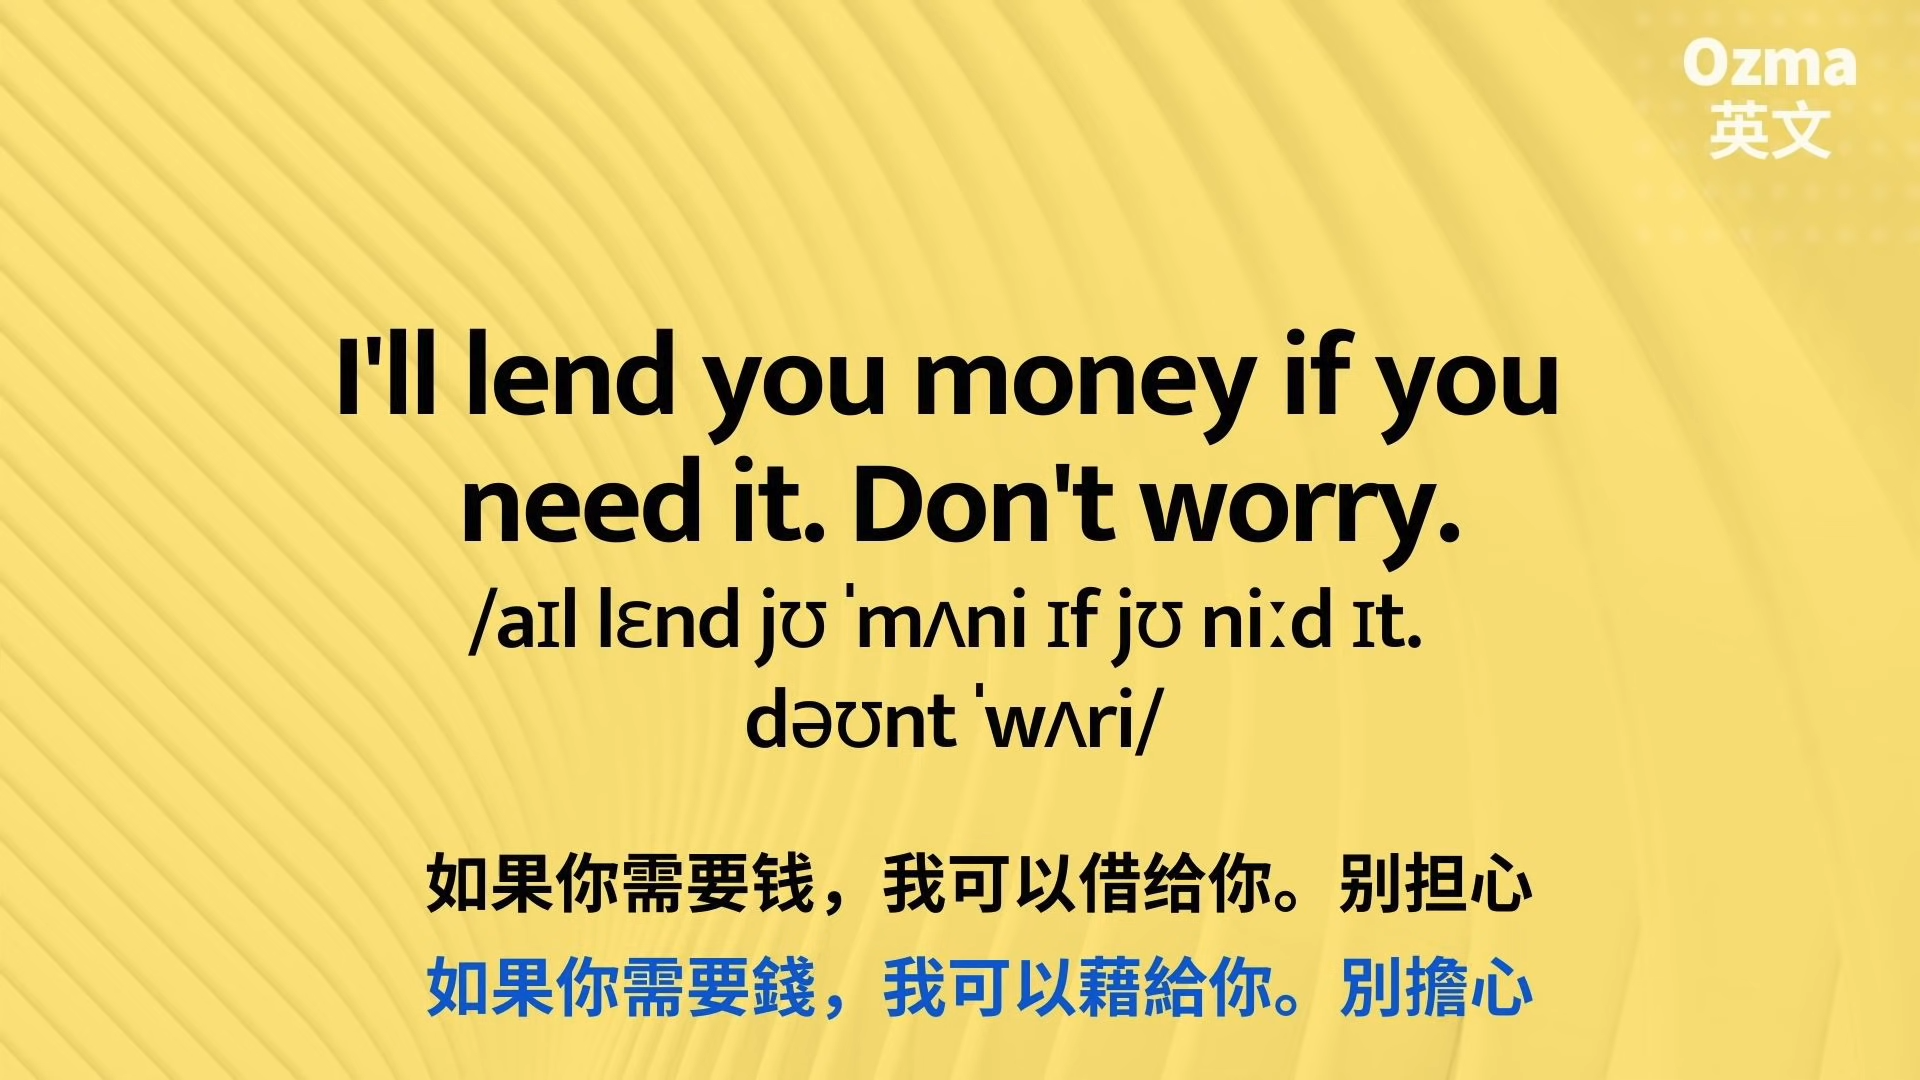 Ozma
英文
I'll lend you money if you
need it. Don't worry.
/aɪl lɛnd jʊ ˈmʌni ɪf jʊ niːd ɪt.
dəʊnt ˈwʌri/
如果你需要钱，我可以借给你。别担心
如果你需要錢，我可以藉給你。別擔心